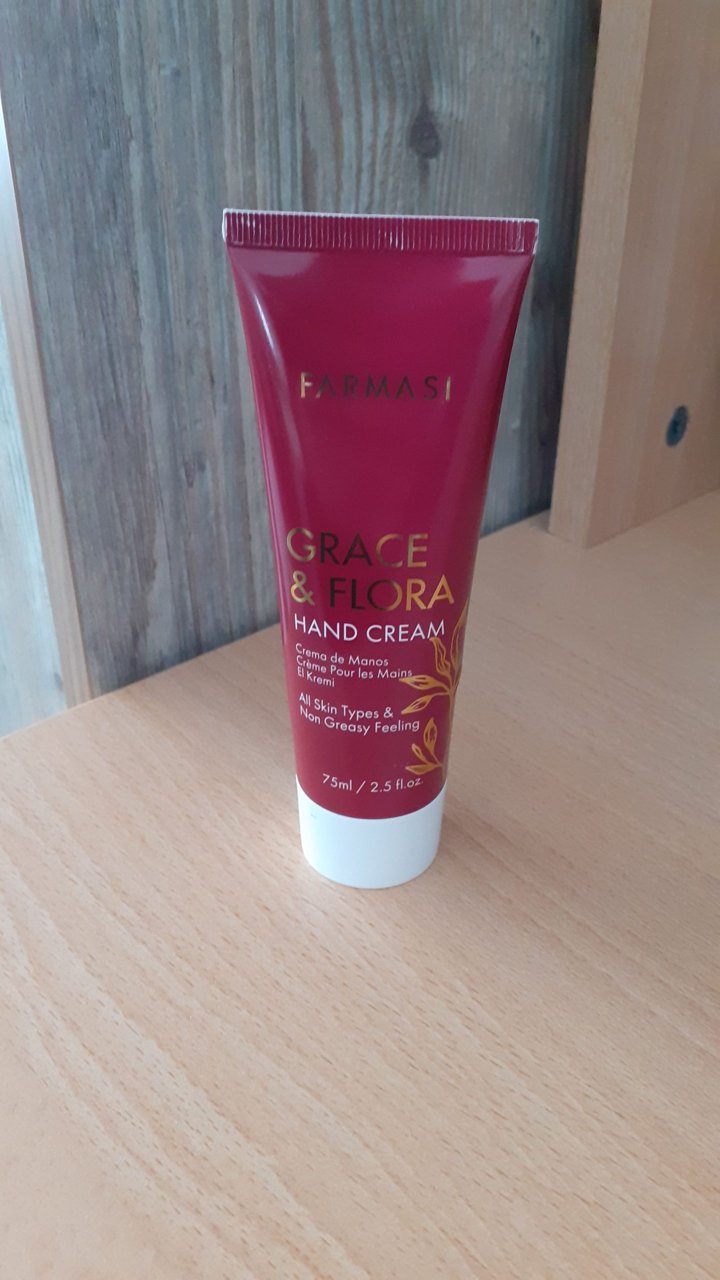 FARMASI
GRACE
& FLORA
HAND CREAM
Crema de Manos
Crème Pour les Mains
El Kremi
All Skin Types &
Non Greasy Feeling
75ml / 2.5 fl.oz.